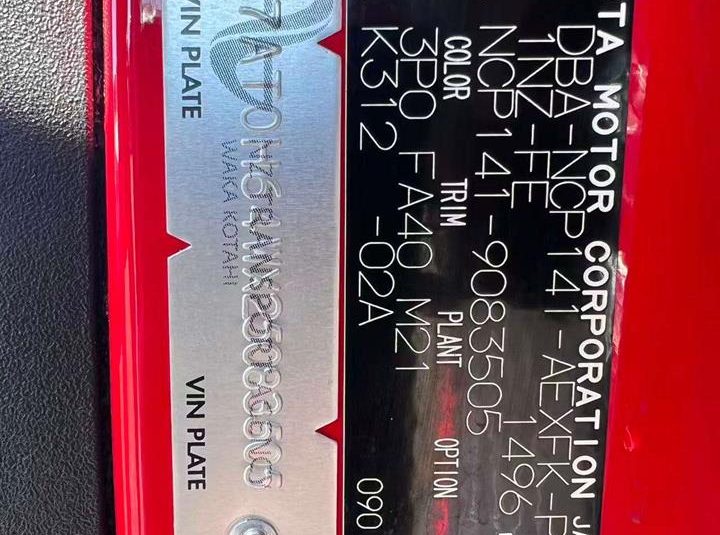 TA MOTOR CORPORATION JA
DBA-NCP141-AEXFK-P
1NZ-FE 1496
NCP141-9083505
COLOR TRIM PLANT OPTION
3P0 FA40 M21
K312 -02A 090
WAKA KOTAHI
VIN PLATE VIN PLATE